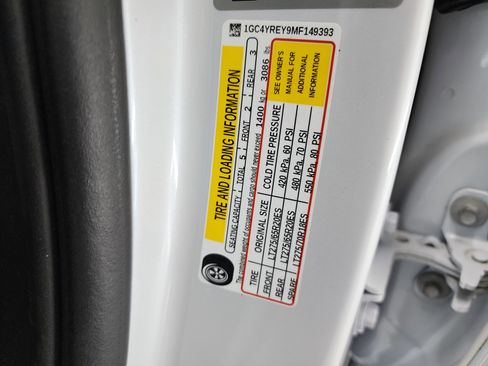 1GC4YREY9MF149393
TIRE AND LOADING INFORMATION
SEATING CAPACITY - TOTAL 5 FRONT 2 REAR 3
The combined weight of occupants and cargo should never exceed 1400 kg or 3086 lbs
TIRE ORIGINAL SIZE COLD TIRE PRESSURE
FRONT LT275/65R20ES 420 kPa, 60 PSI
REAR LT275/65R20ES 480 kPa, 70 PSI
SPARE LT275/70R18ES 550 kPa, 80 PSI
SEE OWNER'S
MANUAL FOR
ADDITIONAL
INFORMATION